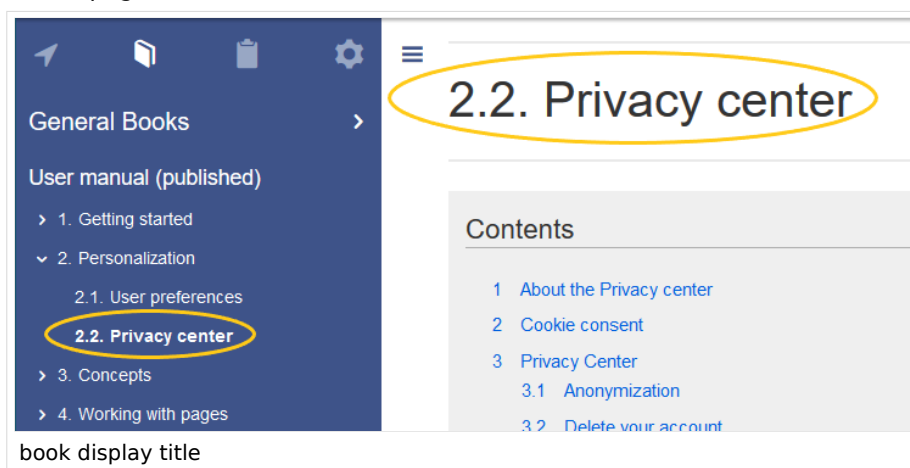 General Books
User manual (published)
1. Getting started
2. Personalization
2.1. User preferences
2.2. Privacy center
3. Concepts
4. Working with pages
2.2. Privacy center
Contents
1 About the Privacy center
2 Cookie consent
3 Privacy Center
3.1 Anonymization
3.2 Delete your account
book display title